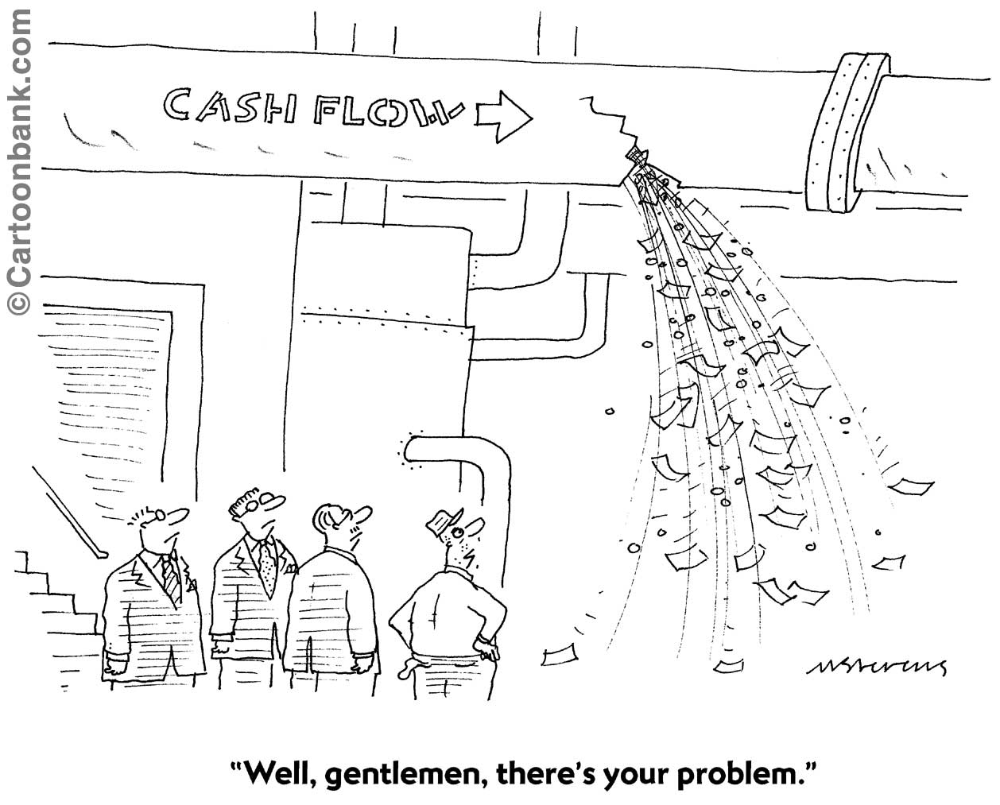 ©Cartoonbank.com
CASH FLOW
MSTEVENS
"Well, gentlemen, there's your problem."